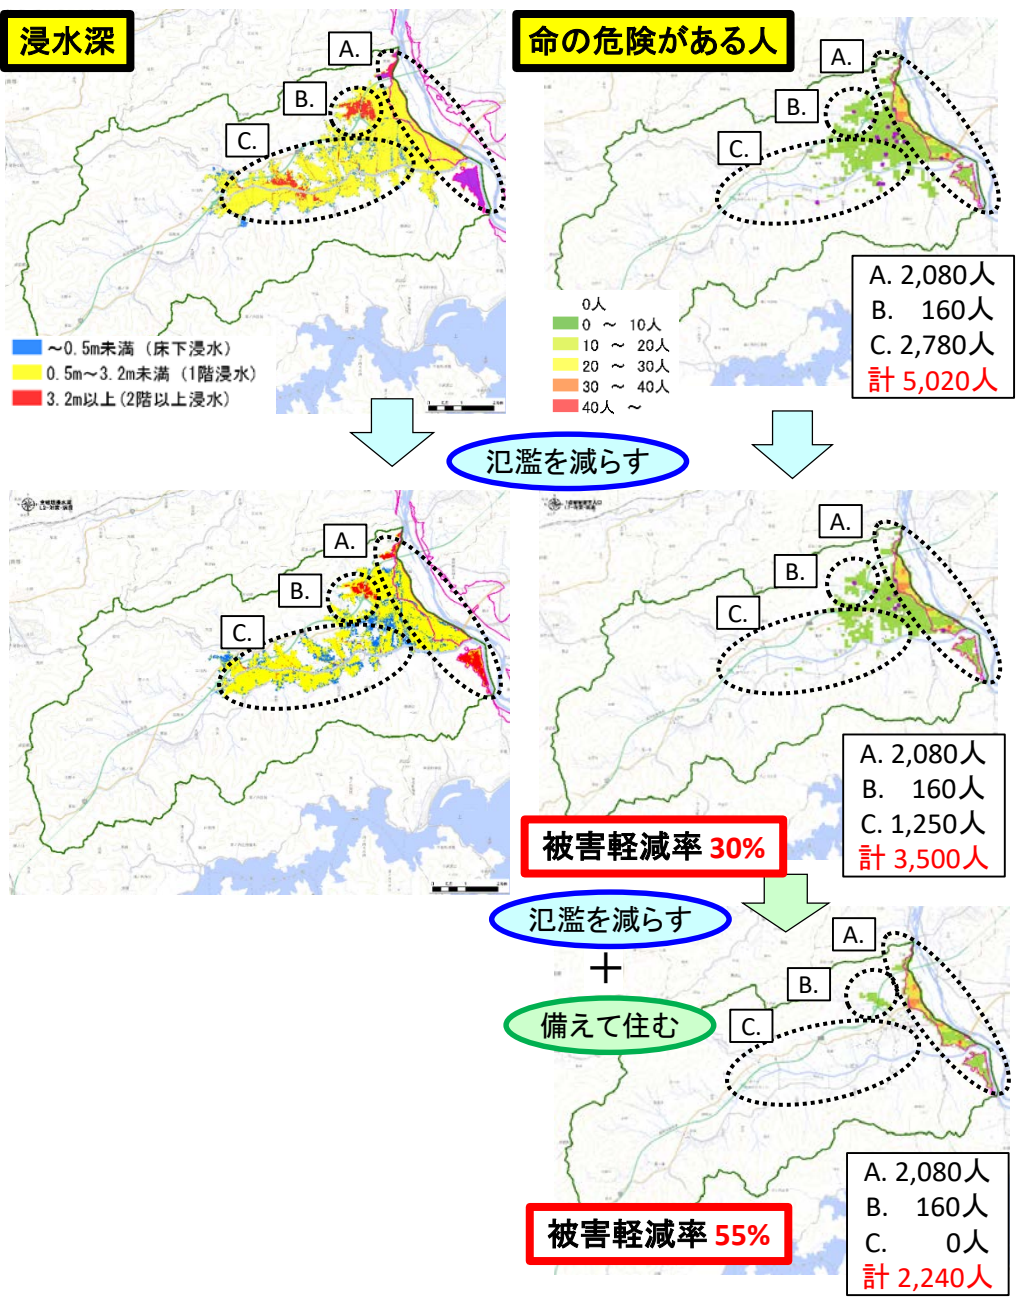 浸水深
命の危険がある人
A.
B.
C.
A.
B.
C.
～0.5m未満（床下浸水）
0.5m～3.2m未満（1階浸水）
3.2m以上（2階以上浸水）
0人
0 ～ 10人
10 ～ 20人
20 ～ 30人
30 ～ 40人
40人 ～
A. 2,080人
B. 160人
C. 2,780人
計 5,020人
氾濫を減らす
A.
B.
C.
A.
B.
C.
A. 2,080人
B. 160人
C. 1,250人
計 3,500人
被害軽減率 30%
氾濫を減らす
＋
備えて住む
A.
B.
C.
A. 2,080人
B. 160人
C. 0人
計 2,240人
被害軽減率 55%